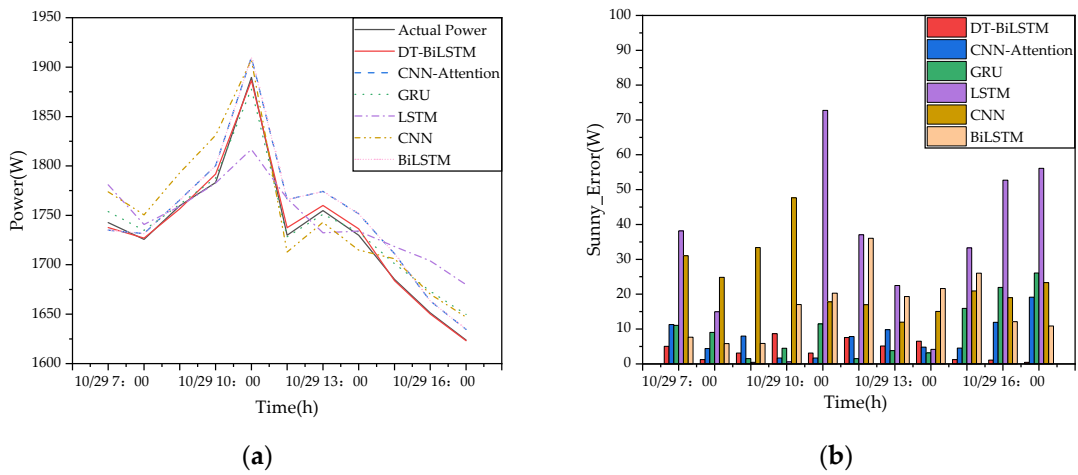 1950
1900
1850
1800
1750
1700
1650
1600
Power(W)
Actual Power
DT-BiLSTM
CNN-Attention
GRU
LSTM
CNN
BiLSTM
10/29 7：00
10/29 10：00
10/29 13：00
10/29 16：00
Time(h)
(a)
100
90
80
70
60
50
40
30
20
10
0
Sunny_Error(W)
DT-BiLSTM
CNN-Attention
GRU
LSTM
CNN
BiLSTM
10/29 7：00
10/29 10：00
10/29 13：00
10/29 16：00
Time(h)
(b)